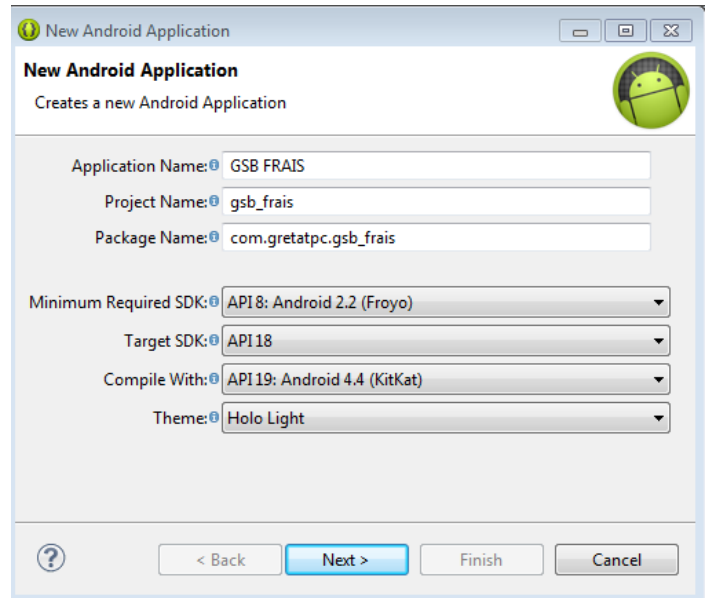 New Android Application
New Android Application
Creates a new Android Application
Application Name: GSB FRAIS
Project Name: gsb_frais
Package Name: com.gretatpc.gsb_frais
Minimum Required SDK: API 8: Android 2.2 (Froyo)
Target SDK: API 18
Compile With: API 19: Android 4.4 (KitKat)
Theme: Holo Light
? < Back Next > Finish Cancel